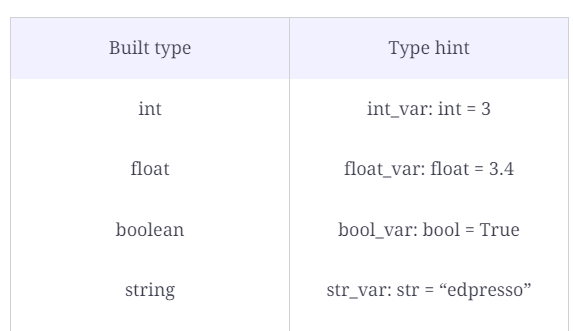 Built type Type hint
int int_var: int = 3
float float_var: float = 3.4
boolean bool_var: bool = True
string str_var: str = “edpresso”